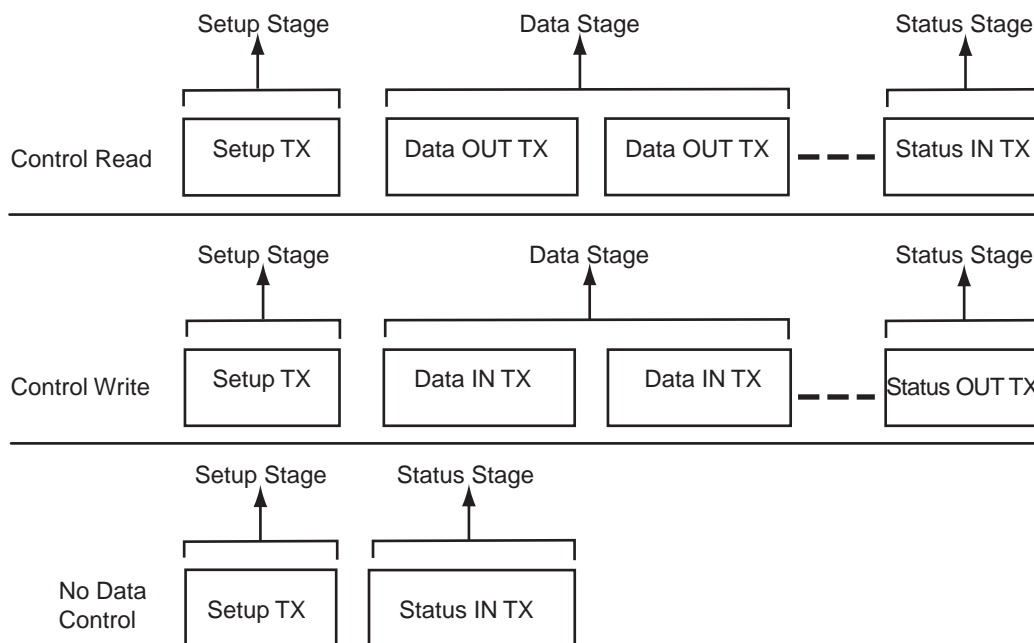 Setup Stage Data Stage Status Stage
Control Read Setup TX Data OUT TX Data OUT TX Status IN TX
Setup Stage Data Stage Status Stage
Control Write Setup TX Data IN TX Data IN TX Status OUT TX
Setup Stage Status Stage
No Data
Control Setup TX Status IN TX